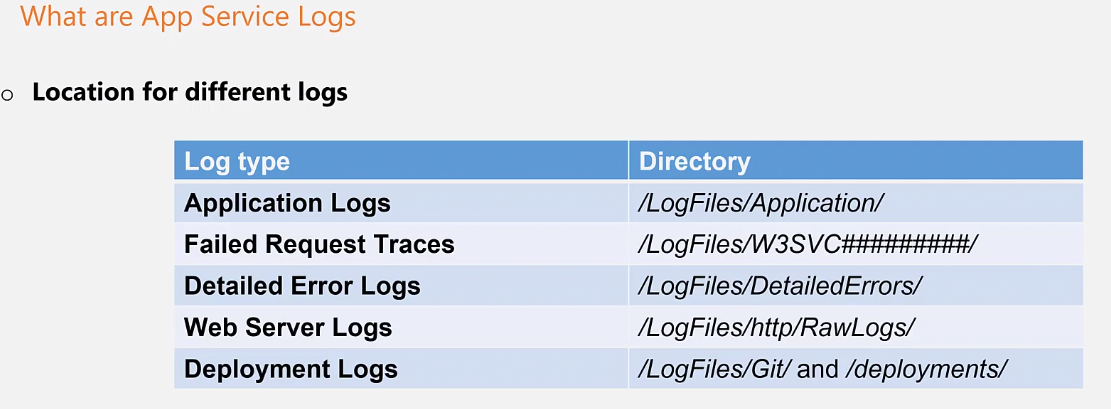 What are App Service Logs
o Location for different logs
Log type Directory
Application Logs /LogFiles/Application/
Failed Request Traces /LogFiles/W3SVC#########/
Detailed Error Logs /LogFiles/DetailedErrors/
Web Server Logs /LogFiles/http/RawLogs/
Deployment Logs /LogFiles/Git/ and /deployments/